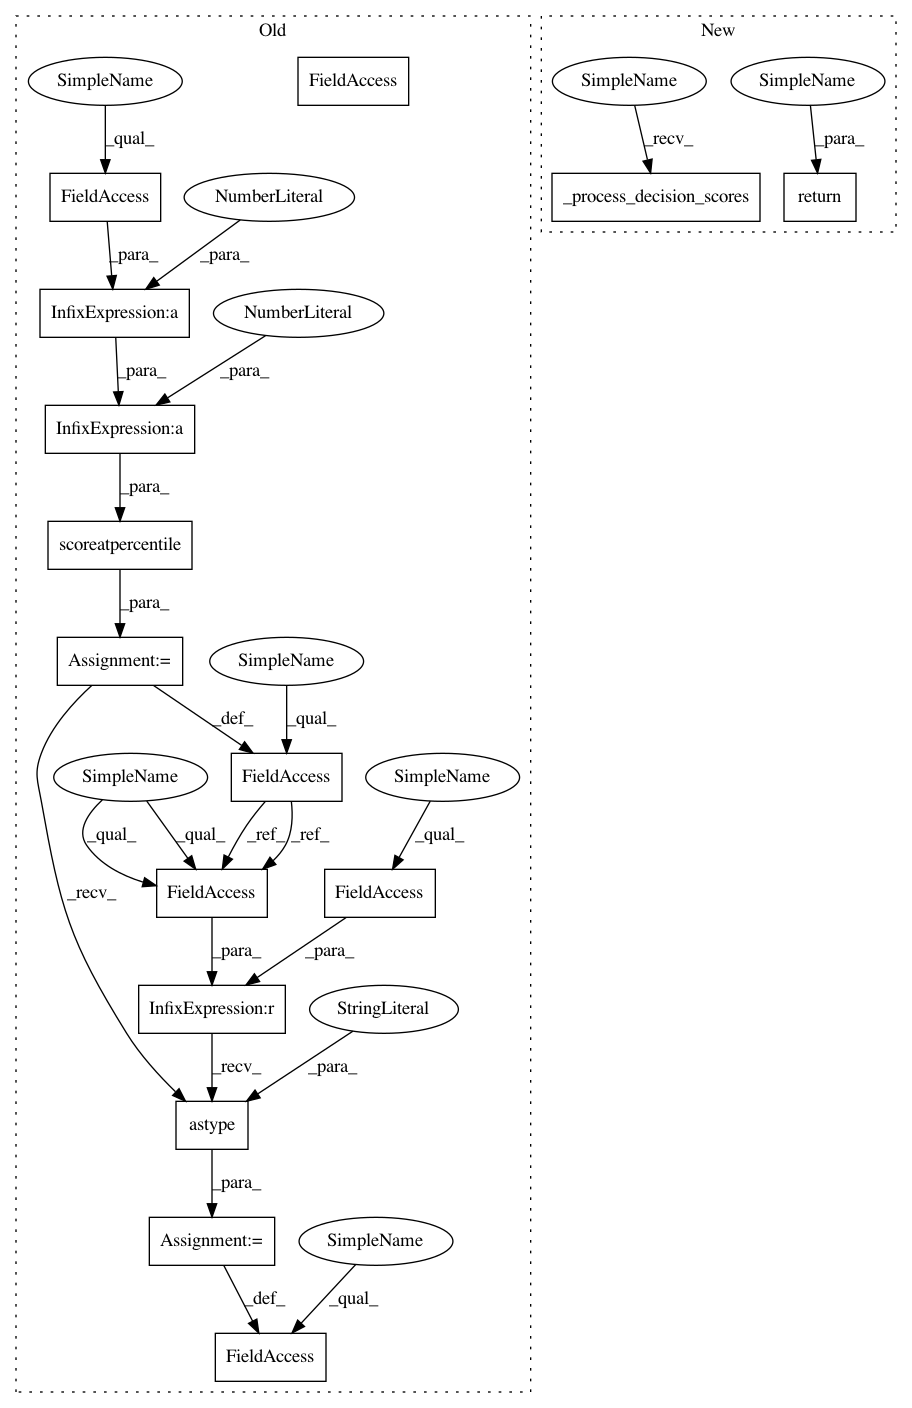 Old
New
SimpleName
FieldAccess
SimpleName
SimpleName
_qual_
_recv_
_para_
FieldAccess
NumberLiteral
_process_decision_scores
return
_para_
_para_
InfixExpression:a
NumberLiteral
_para_
_para_
InfixExpression:a
_para_
scoreatpercentile
_para_
Assignment:=
SimpleName
_def_
_qual_
SimpleName
FieldAccess
SimpleName
_qual_
_qual_
_ref_
_ref_
_qual_
_recv_
FieldAccess
FieldAccess
_para_
_para_
InfixExpression:r
StringLiteral
_recv_
_para_
astype
_para_
Assignment:=
SimpleName
_def_
_qual_
FieldAccess